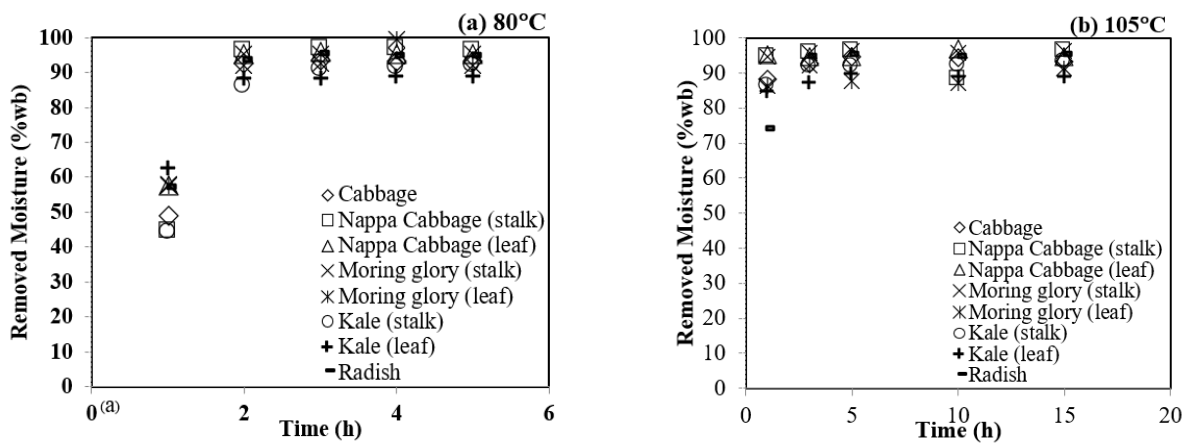 (a) 80°C
Removed Moisture (%wb)
100
90
80
70
60
50
40
30
20
10
0
Cabbage
Nappa Cabbage (stalk)
Nappa Cabbage (leaf)
Moring glory (stalk)
Moring glory (leaf)
Kale (stalk)
Kale (leaf)
Radish
0 (a) 2 4 6
Time (h)
(b) 105°C
Removed Moisture (%wb)
100
90
80
70
60
50
40
30
20
10
0
Cabbage
Nappa Cabbage (stalk)
Nappa Cabbage (leaf)
Moring glory (stalk)
Moring glory (leaf)
Kale (stalk)
Kale (leaf)
Radish
0 5 10 15 20
Time (h)